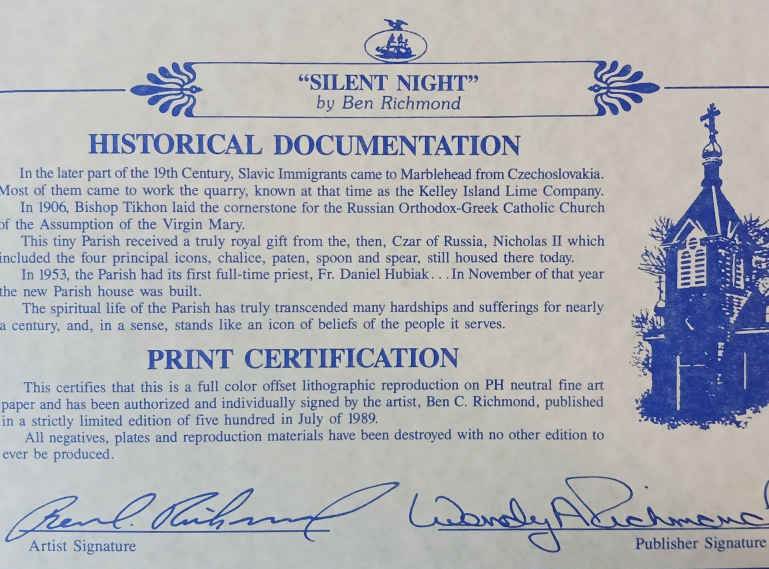 "SILENT NIGHT"
by Ben Richmond
HISTORICAL DOCUMENTATION
In the later part of the 19th Century, Slavic Immigrants came to Marblehead from Czechoslovakia.
Most of them came to work the quarry, known at that time as the Kelley Island Lime Company.
In 1906, Bishop Tikhon laid the cornerstone for the Russian Orthodox-Greek Catholic Church
of the Assumption of the Virgin Mary.
This tiny Parish received a truly royal gift from the, then, Czar of Russia, Nicholas II which
included the four principal icons, chalice, paten, spoon and spear, still housed there today.
In 1953, the Parish had its first full-time priest, Fr. Daniel Hubiak. . .In November of that year
the new Parish house was built.
The spiritual life of the Parish has truly transcended many hardships and sufferings for nearly
a century, and, in a sense, stands like an icon of beliefs of the people it serves.
PRINT CERTIFICATION
This certifies that this is a full color offset lithographic reproduction on PH neutral fine art
paper and has been authorized and individually signed by the artist, Ben C. Richmond, published
in a strictly limited edition of five hundred in July of 1989.
All negatives, plates and reproduction materials have been destroyed with no other edition to
ever be produced.
Ben C. Richmond Wendy A Richmond
Artist Signature Publisher Signature